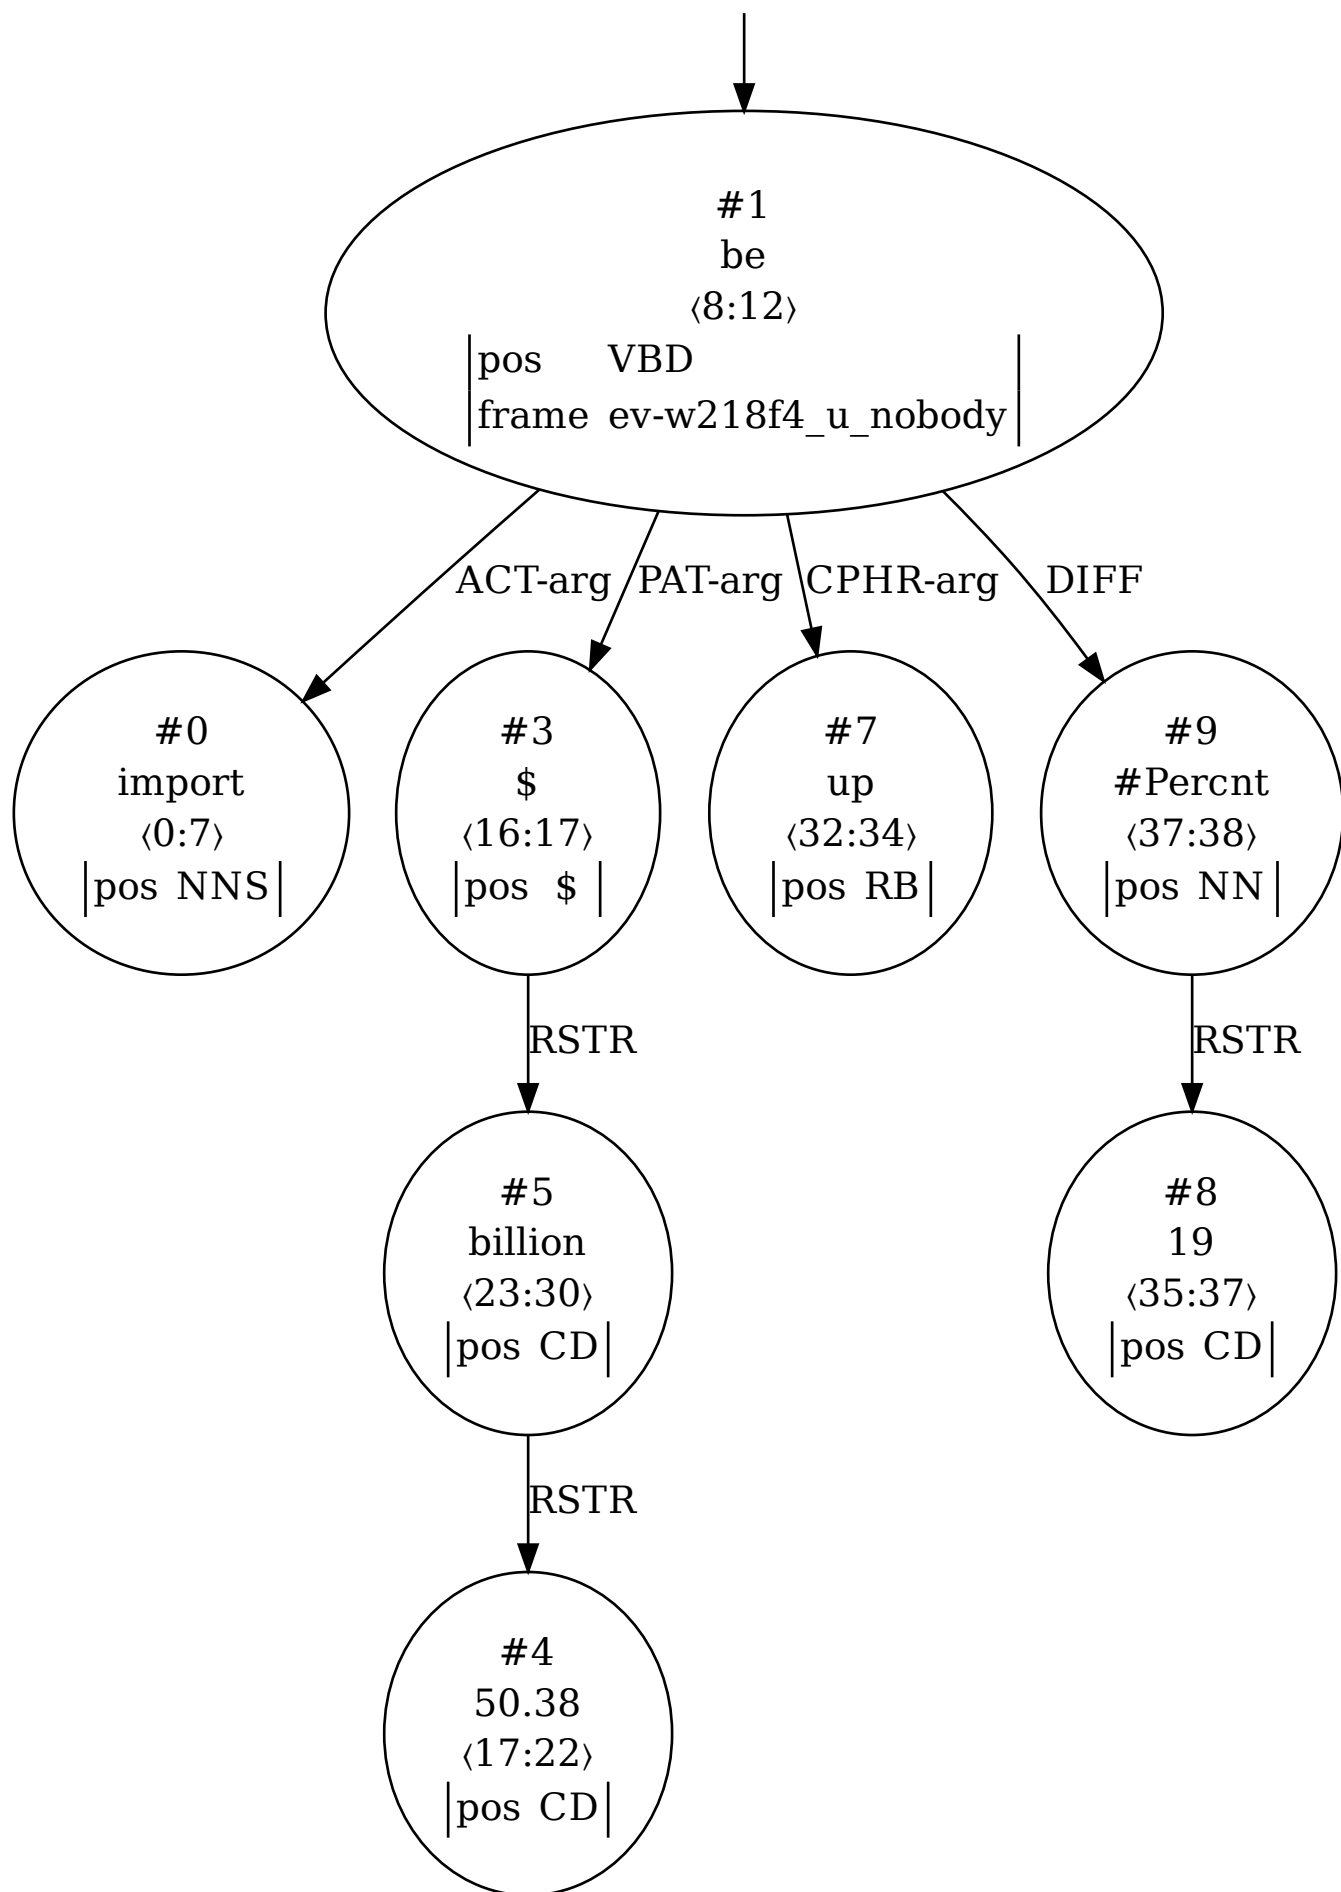 #1
be
⟨8:12⟩
pos VBD
frame ev-w218f4_u_nobody
ACT-arg PAT-arg CPHR-arg DIFF
#0
import
⟨0:7⟩
pos NNS
#3
$
⟨16:17⟩
pos $
#7
up
⟨32:34⟩
pos RB
#9
#Percnt
⟨37:38⟩
pos NN
RSTR
RSTR
#5
billion
⟨23:30⟩
pos CD
#8
19
⟨35:37⟩
pos CD
RSTR
#4
50.38
⟨17:22⟩
pos CD